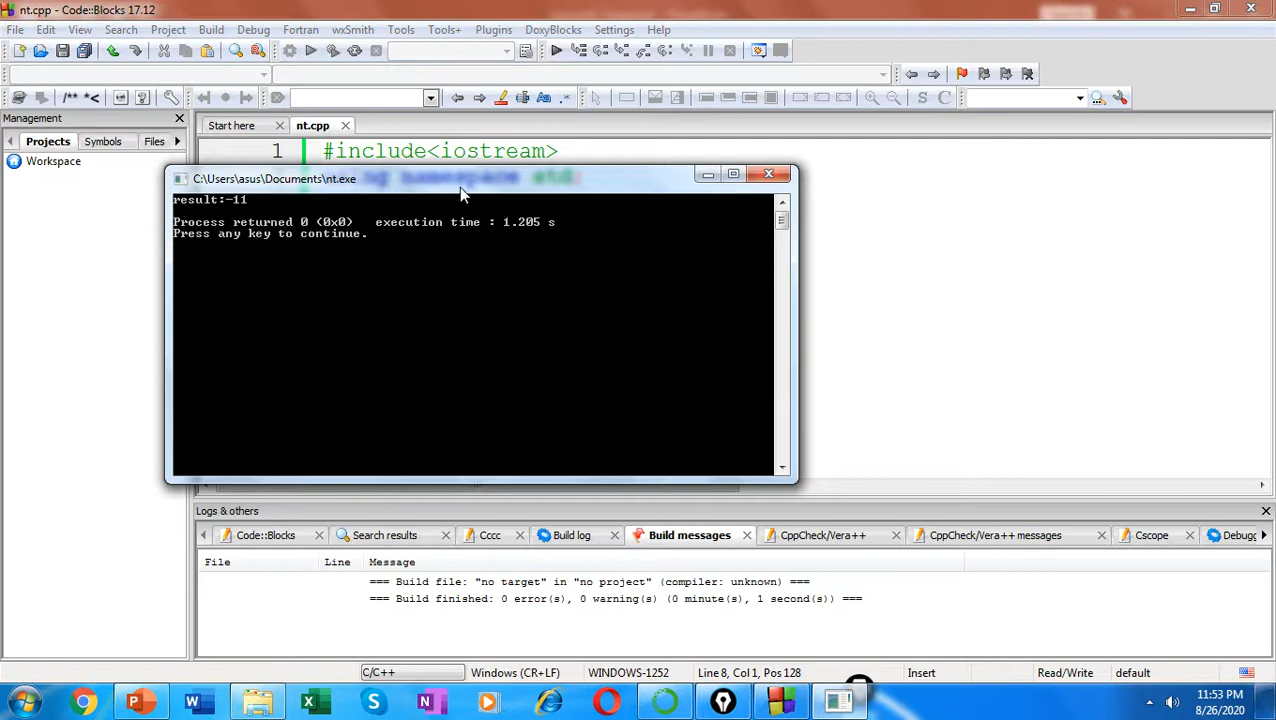 nt.cpp - Code::Blocks 17.12
File Edit View Search Project Build Debug Fortran wxSmith Tools Tools+ Plugins DoxyBlocks Settings Help
/** *<
Management
Projects Symbols Files
Workspace
Start here
nt.cpp
1 #include<iostream>
namespace std;
C:\Users\asus\Documents\nt.exe
result:-11
Process returned 0 (0x0) execution time : 1.205 s
Press any key to continue.
Logs & others
Code::Blocks Search results Cccc Build log Build messages CppCheck/Vera++ CppCheck/Vera++ messages Cscope Debugg
File Line Message
=== Build file: "no target" in "no project" (compiler: unknown) ===
=== Build finished: 0 error(s), 0 warning(s) (0 minute(s), 1 second(s)) ===
C/C++ Windows (CR+LF) WINDOWS-1252 Line 8, Col 1, Pos 128 Insert Read/Write default
11:53 PM
8/26/2020